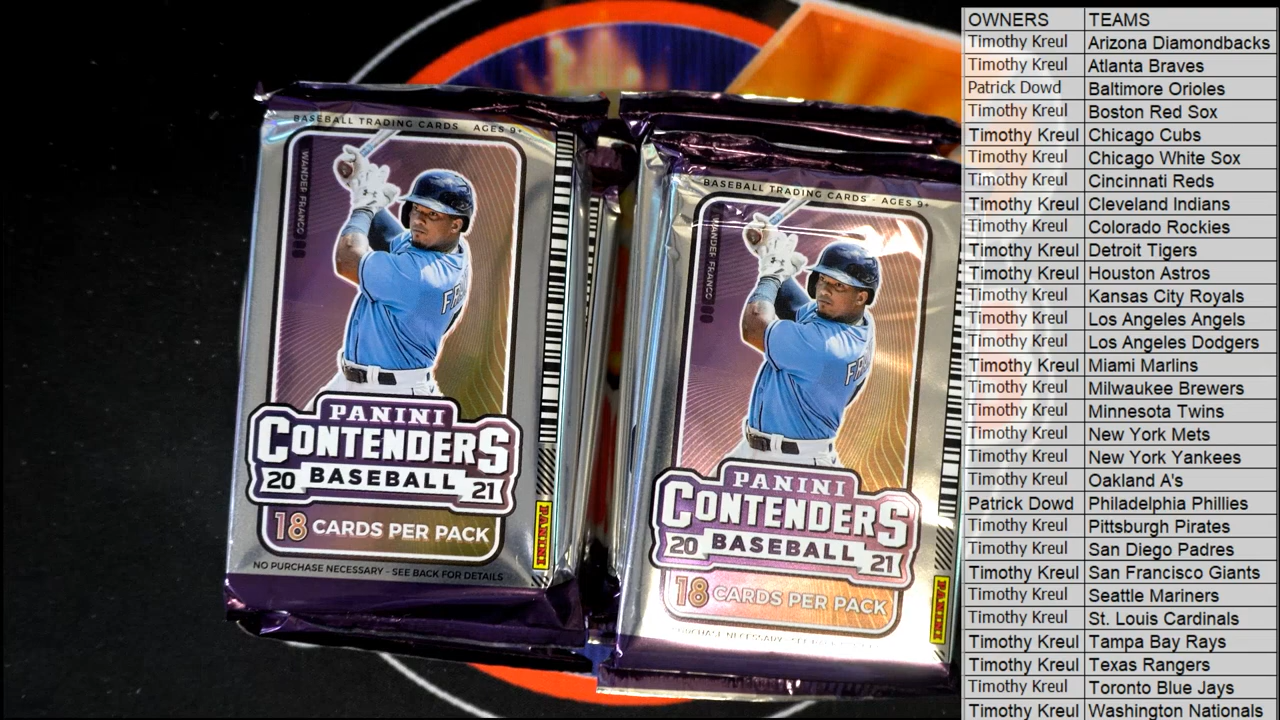 BASEBALL TRADING CARDS AGES 9+
WANDER FRANCO
PANINI
CONTENDERS
20 BASEBALL 21
18 CARDS PER PACK
NO PURCHASE NECESSARY - SEE BACK FOR DETAILS
PANINI
BASEBALL TRADING CARDS - AGES 9+
WANDER FRANCO
PANINI
CONTENDERS
20 BASEBALL 21
18 CARDS PER PACK
PANINI
OWNERS TEAMS
Timothy Kreul Arizona Diamondbacks
Timothy Kreul Atlanta Braves
Patrick Dowd Baltimore Orioles
Timothy Kreul Boston Red Sox
Timothy Kreul Chicago Cubs
Timothy Kreul Chicago White Sox
Timothy Kreul Cincinnati Reds
Timothy Kreul Cleveland Indians
Timothy Kreul Colorado Rockies
Timothy Kreul Detroit Tigers
Timothy Kreul Houston Astros
Timothy Kreul Kansas City Royals
Timothy Kreul Los Angeles Angels
Timothy Kreul Los Angeles Dodgers
Timothy Kreul Miami Marlins
Timothy Kreul Milwaukee Brewers
Timothy Kreul Minnesota Twins
Timothy Kreul New York Mets
Timothy Kreul New York Yankees
Timothy Kreul Oakland A's
Patrick Dowd Philadelphia Phillies
Timothy Kreul Pittsburgh Pirates
Timothy Kreul San Diego Padres
Timothy Kreul San Francisco Giants
Timothy Kreul Seattle Mariners
Timothy Kreul St. Louis Cardinals
Timothy Kreul Tampa Bay Rays
Timothy Kreul Texas Rangers
Timothy Kreul Toronto Blue Jays
Timothy Kreul Washington Nationals